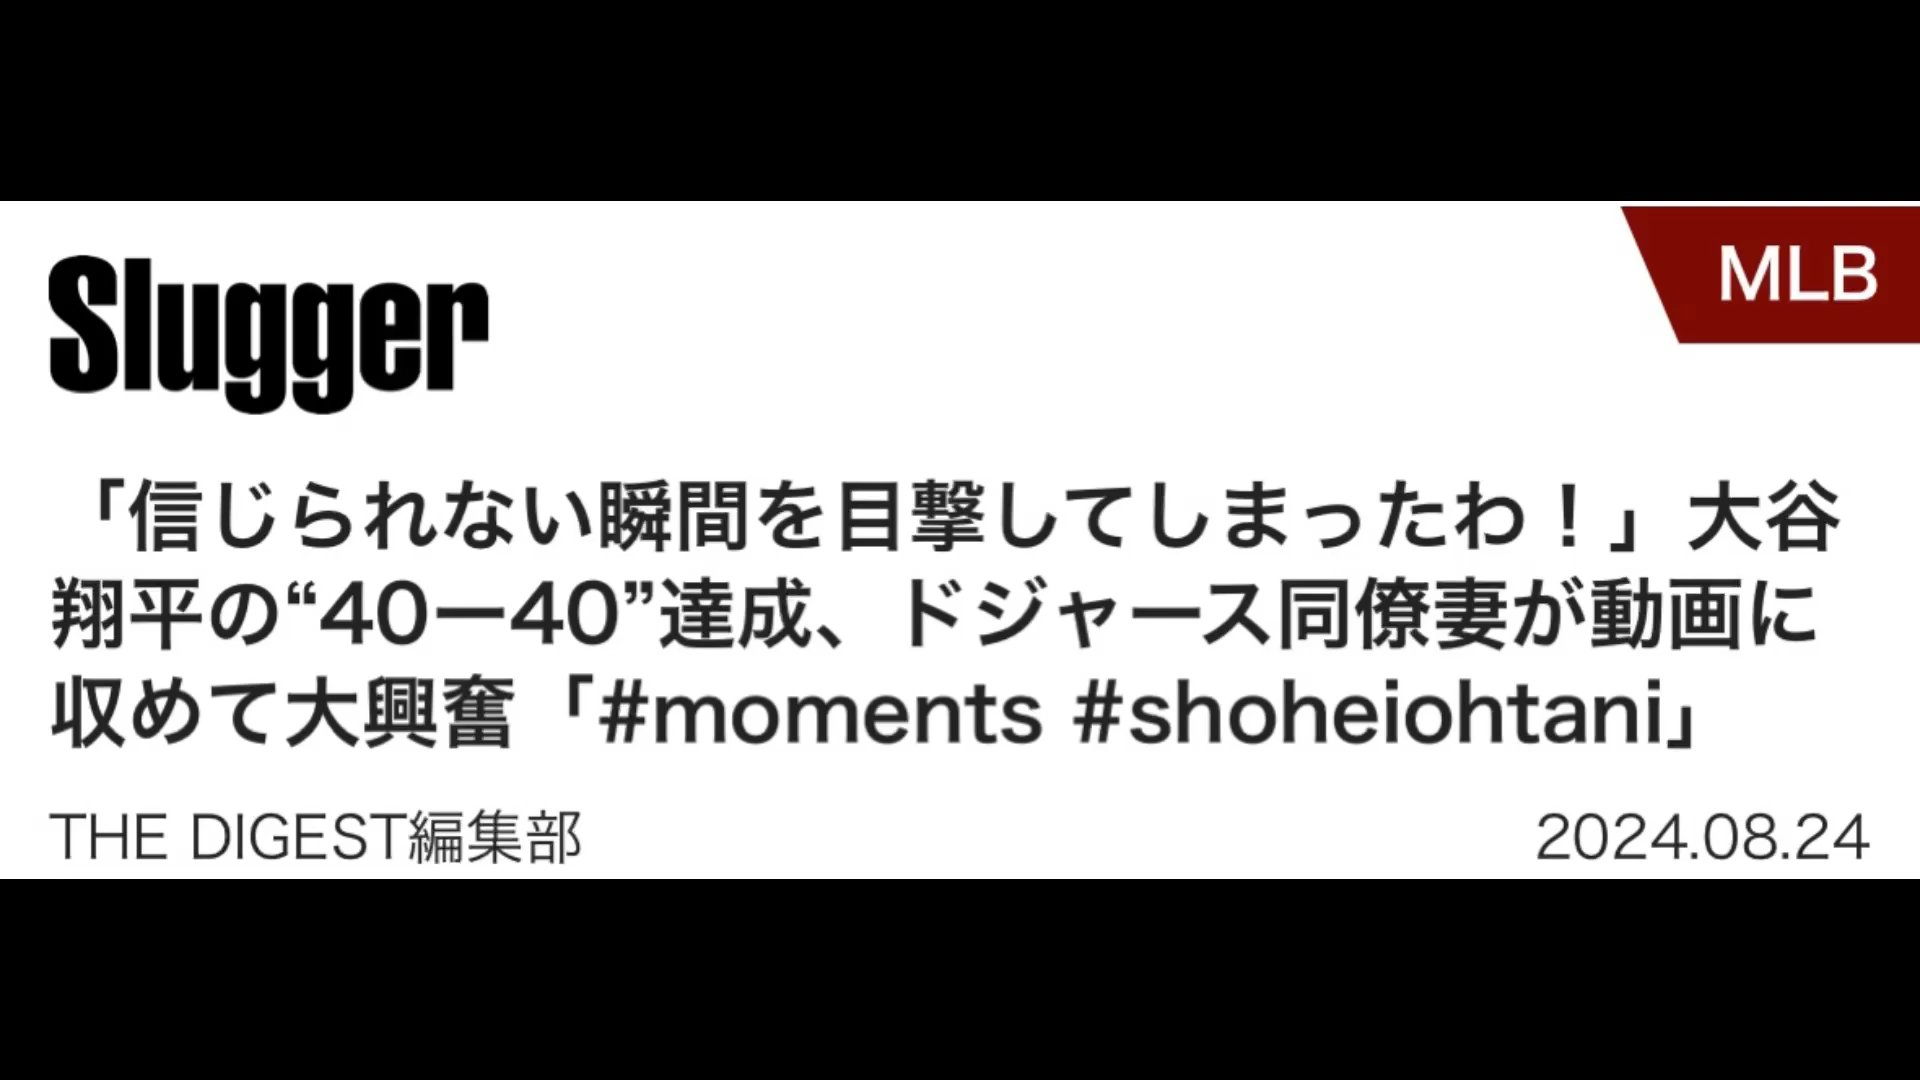 MLB
Slugger
「信じられない瞬間を目撃してしまったわ！」大谷
翔平の“40ー40”達成、ドジャース同僚妻が動画に
収めて大興奮「#moments #shoheiohtani」
THE DIGEST編集部
2024.08.24